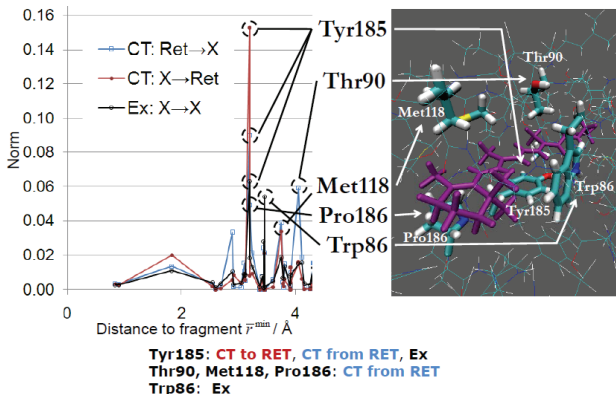 0.16
0.14
0.12
0.10
0.08
0.06
0.04
0.02
0.00
Norm
CT: Ret→X
CT: X→Ret
Ex: X→X
0
1
2
3
4
Distance to fragment r̄ min / Å
Tyr185
Thr90
Met118
Pro186
Trp86
Thr90
Met118
Trp86
Tyr185
Pro186
Tyr185: CT to RET, CT from RET, Ex
Thr90, Met118, Pro186: CT from RET
Trp86: Ex